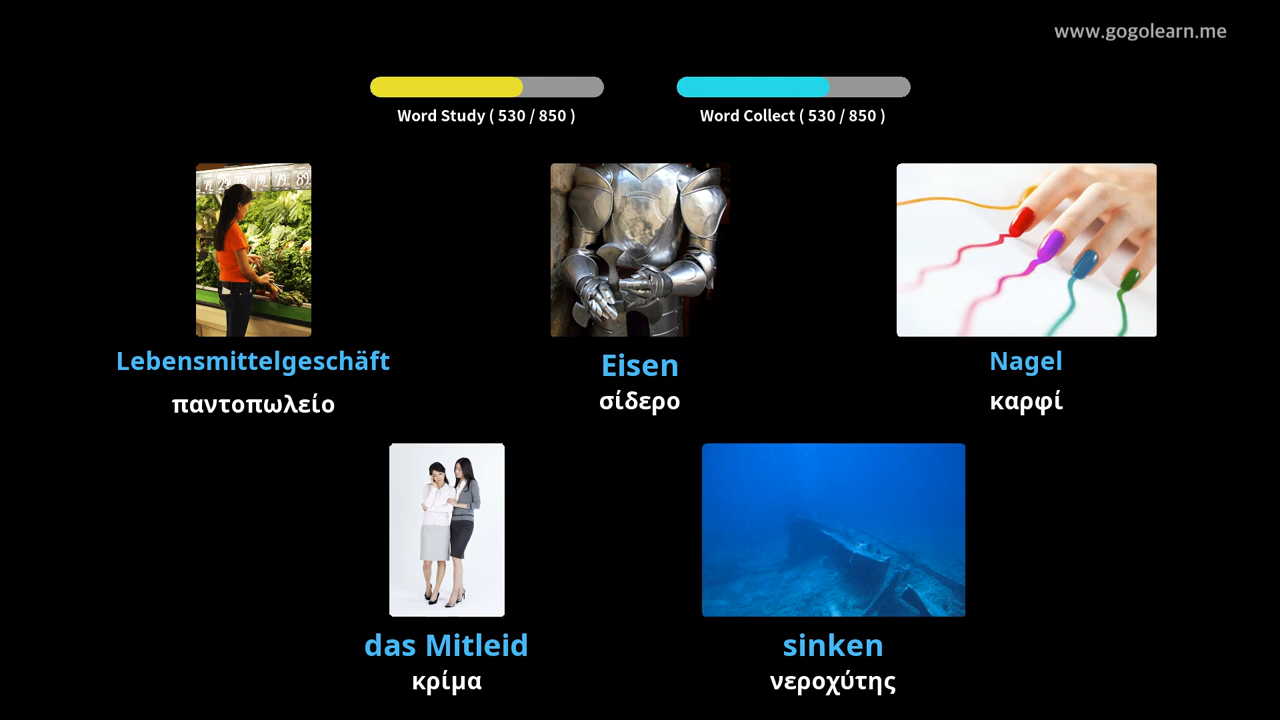 www.gogolearn.me
Word Study ( 530 / 850 )
Word Collect ( 530 / 850 )
Lebensmittelgeschäft
παντοπωλείο
Eisen
σίδερο
Nagel
καρφί
das Mitleid
κρίμα
sinken
νεροχύτης